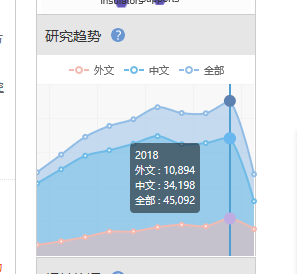 研究趋势 ?
外文 中文 全部
2018
外文 : 10,894
中文 : 34,198
全部 : 45,092